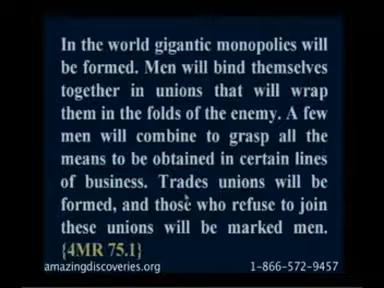 In the world gigantic monopolies will
be formed. Men will bind themselves
together in unions that will wrap
them in the folds of the enemy. A few
men will combine to grasp all the
means to be obtained in certain lines
of business. Trades unions will be
formed, and those who refuse to join
these unions will be marked men.
{4MR 75.1}
amazingdiscoveries.org 1-866-572-9457